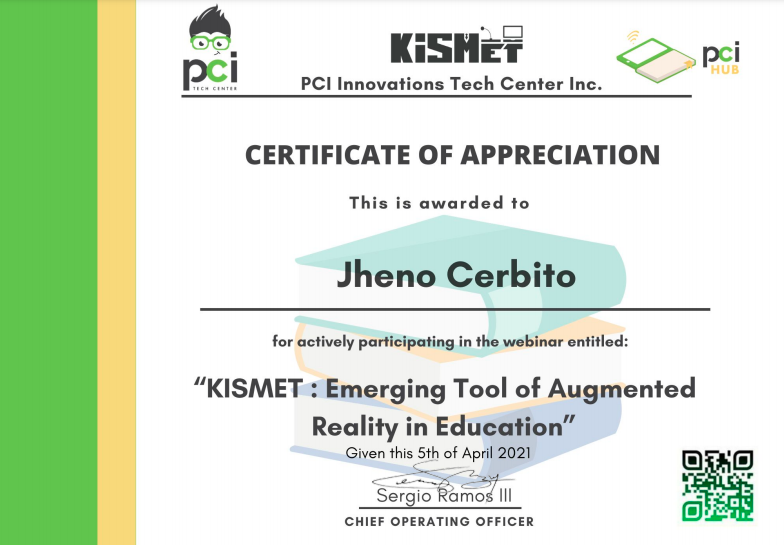 pci
TECH CENTER
KiSMET
pci
HUB
PCI Innovations Tech Center Inc.
CERTIFICATE OF APPRECIATION
This is awarded to
Jheno Cerbito
for actively participating in the webinar entitled:
“KISMET : Emerging Tool of Augmented
Reality in Education”
Given this 5th of April 2021
Sergio Ramos III
CHIEF OPERATING OFFICER